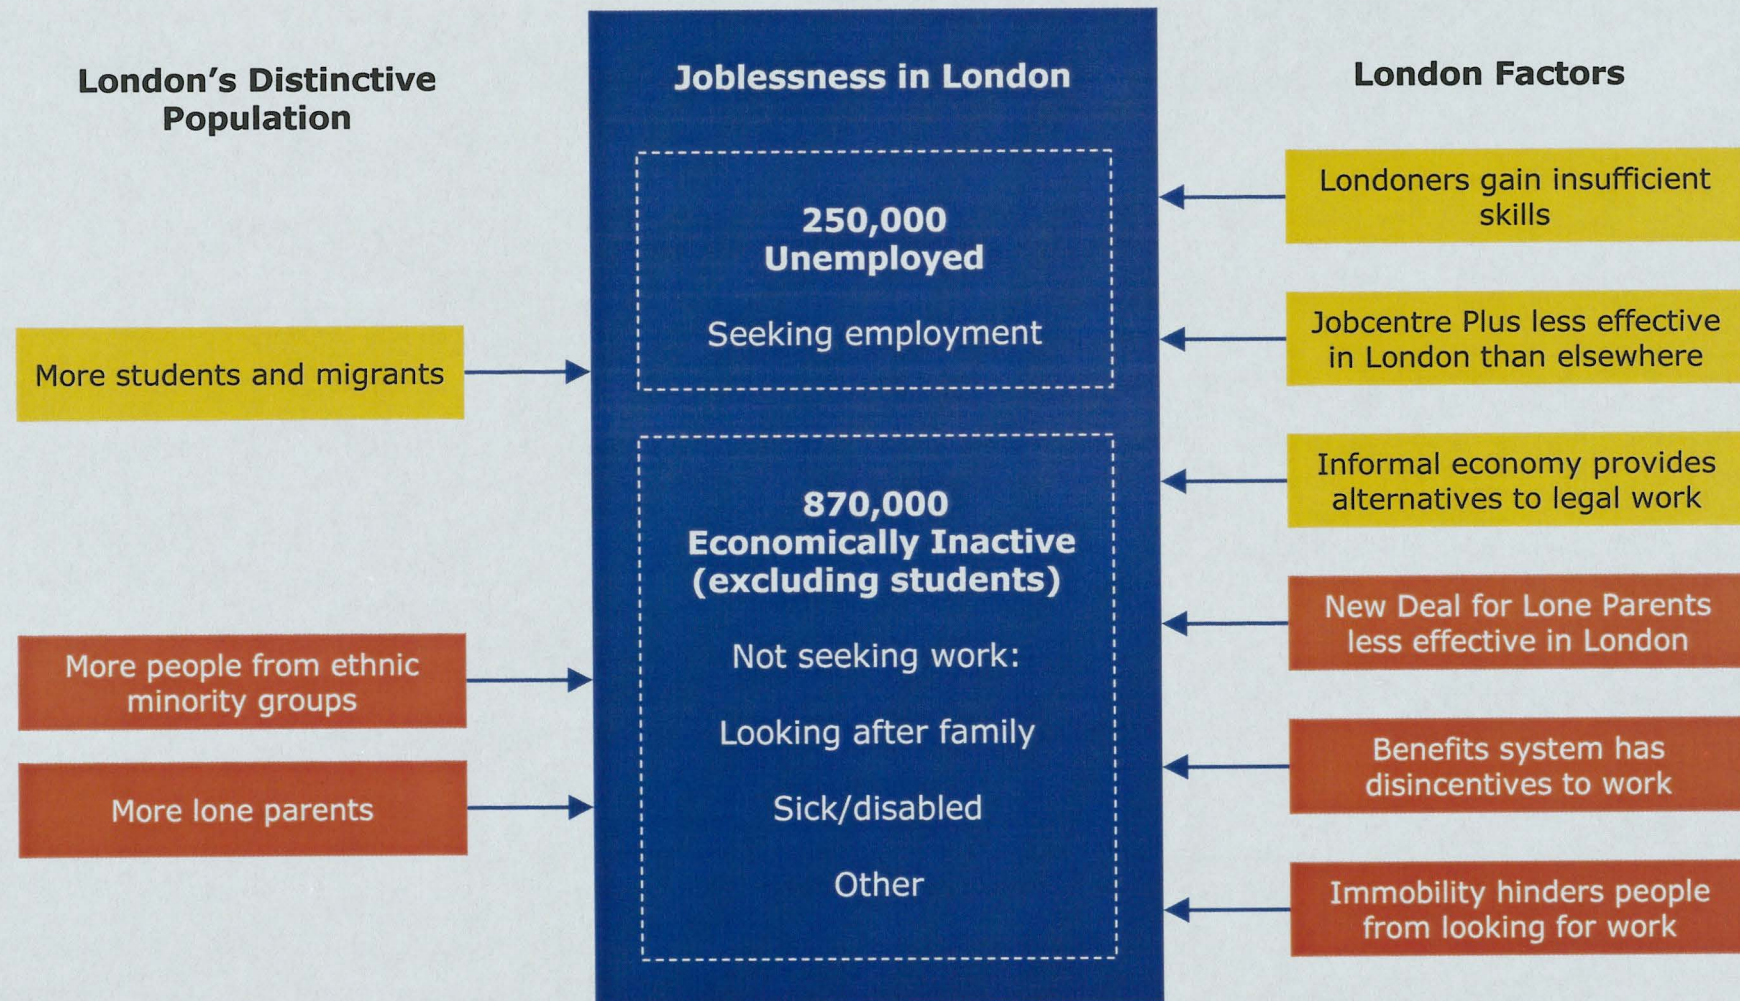 London's Distinctive
Population
More students and migrants
More people from ethnic
minority groups
More lone parents
Joblessness in London
250,000
Unemployed
Seeking employment
870,000
Economically Inactive
(excluding students)
Not seeking work:
Looking after family
Sick/disabled
Other
London Factors
Londoners gain insufficient
skills
Jobcentre Plus less effective
in London than elsewhere
Informal economy provides
alternatives to legal work
New Deal for Lone Parents
less effective in London
Benefits system has
disincentives to work
Immobility hinders people
from looking for work